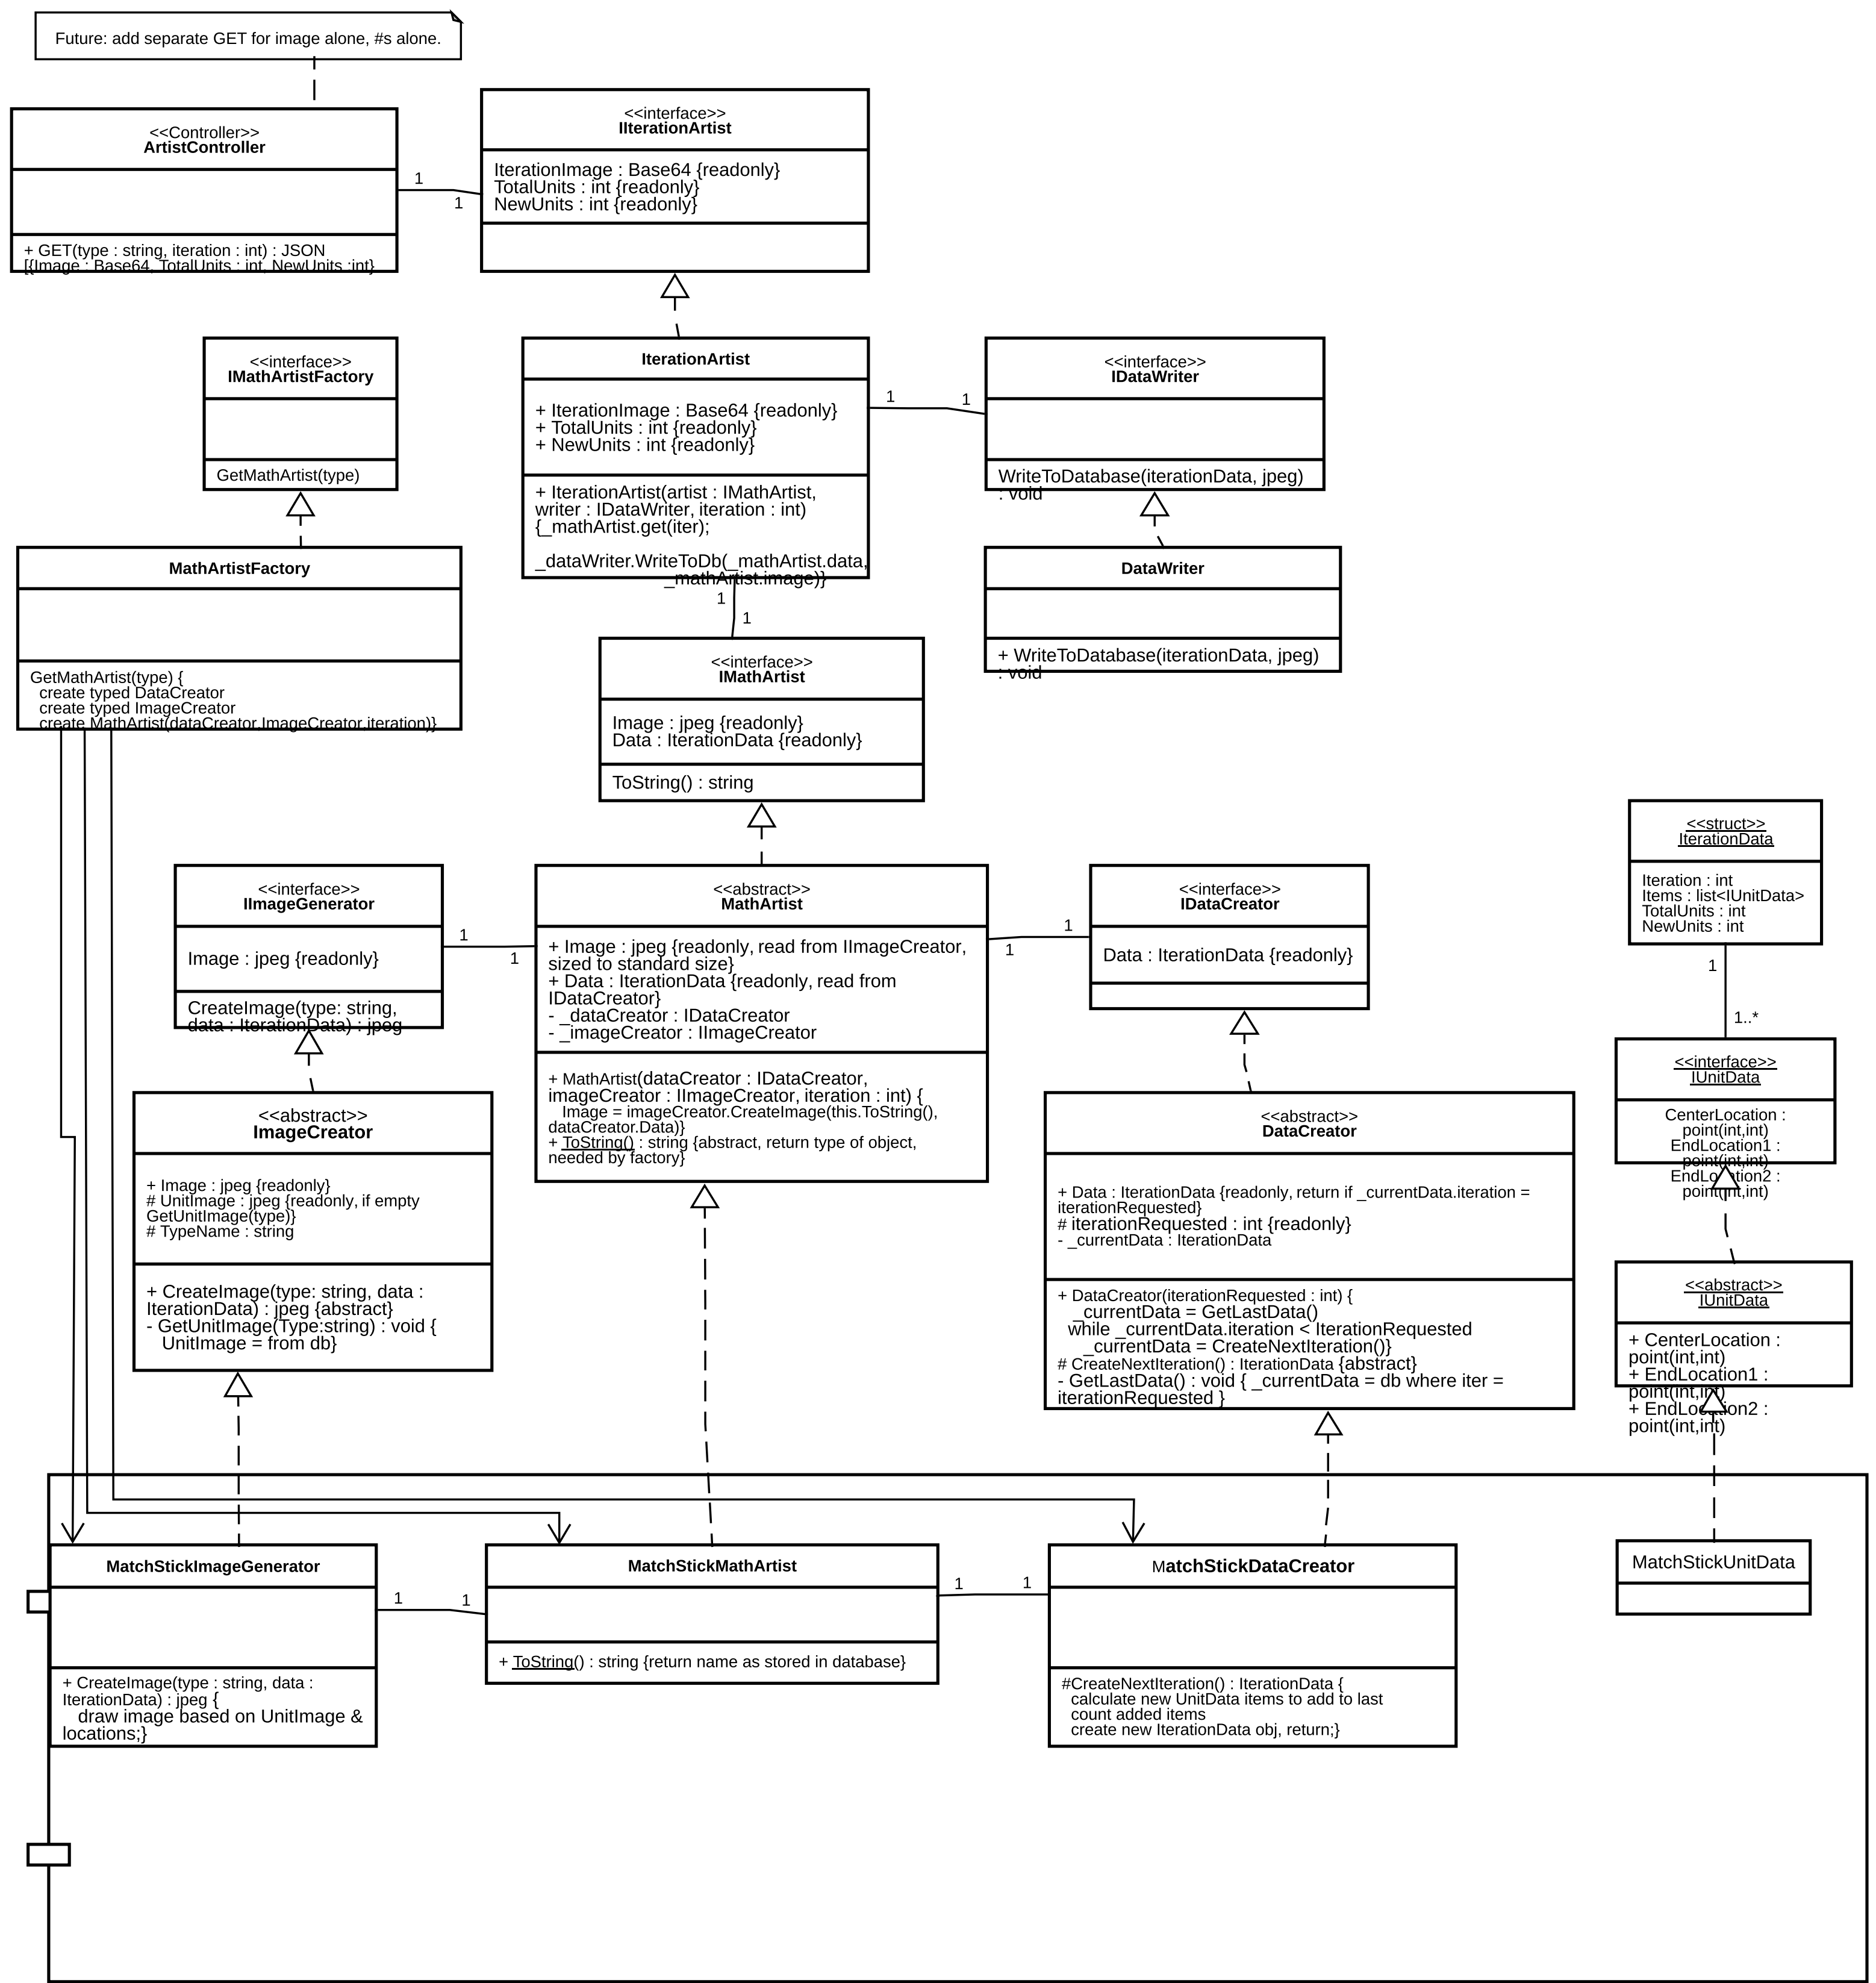 Future: add separate GET for image alone, #s alone.
<<Controller>>
ArtistController
+ GET(type : string, iteration : int) : JSON
[{Image : Base64, TotalUnits : int, NewUnits :int}
1
1
<<interface>>
IIterationArtist
IterationImage : Base64 {readonly}
TotalUnits : int {readonly}
NewUnits : int {readonly}
<<interface>>
IMathArtistFactory
GetMathArtist(type)
IterationArtist
+ IterationImage : Base64 {readonly}
+ TotalUnits : int {readonly}
+ NewUnits : int {readonly}
+ IterationArtist(artist : IMathArtist,
writer : IDataWriter, iteration : int)
{_mathArtist.get(iter);
_dataWriter.WriteToDb(_mathArtist.data,
_mathArtist.image)}
1
1
<<interface>>
IDataWriter
WriteToDatabase(iterationData, jpeg)
: void
MathArtistFactory
GetMathArtist(type) {
create typed DataCreator
create typed ImageCreator
create MathArtist(dataCreator,ImageCreator,iteration)}
1
1
DataWriter
+ WriteToDatabase(iterationData, jpeg)
: void
<<interface>>
IMathArtist
Image : jpeg {readonly}
Data : IterationData {readonly}
ToString() : string
<<struct>>
IterationData
Iteration : int
Items : list<IUnitData>
TotalUnits : int
NewUnits : int
1
1..*
<<interface>>
IImageGenerator
Image : jpeg {readonly}
CreateImage(type: string,
data : IterationData) : jpeg
1
1
<<abstract>>
MathArtist
+ Image : jpeg {readonly, read from IImageCreator,
sized to standard size}
+ Data : IterationData {readonly, read from
IDataCreator}
- _dataCreator : IDataCreator
- _imageCreator : IImageCreator
+ MathArtist(dataCreator : IDataCreator,
imageCreator : IImageCreator, iteration : int) {
Image = imageCreator.CreateImage(this.ToString(),
dataCreator.Data)}
+ ToString() : string {abstract, return type of object,
needed by factory}
1
1
<<interface>>
IDataCreator
Data : IterationData {readonly}
<<interface>>
IUnitData
CenterLocation :
point(int,int)
EndLocation1 :
point(int,int)
EndLocation2 :
point(int,int)
<<abstract>>
ImageCreator
+ Image : jpeg {readonly}
# UnitImage : jpeg {readonly, if empty
GetUnitImage(type)}
# TypeName : string
+ CreateImage(type: string, data :
IterationData) : jpeg {abstract}
- GetUnitImage(Type:string) : void {
UnitImage = from db}
<<abstract>>
DataCreator
+ Data : IterationData {readonly, return if _currentData.iteration =
iterationRequested}
# iterationRequested : int {readonly}
- _currentData : IterationData
+ DataCreator(iterationRequested : int) {
_currentData = GetLastData()
while _currentData.iteration < IterationRequested
_currentData = CreateNextIteration()}
# CreateNextIteration() : IterationData {abstract}
- GetLastData() : void { _currentData = db where iter =
iterationRequested }
<<abstract>>
IUnitData
+ CenterLocation :
point(int,int)
+ EndLocation1 :
point(int,int)
+ EndLocation2 :
point(int,int)
MatchStickImageGenerator
+ CreateImage(type : string, data :
IterationData) : jpeg {
draw image based on UnitImage &
locations;}
1
1
MatchStickMathArtist
+ ToString() : string {return name as stored in database}
1
1
MatchStickDataCreator
#CreateNextIteration() : IterationData {
calculate new UnitData items to add to last
count added items
create new IterationData obj, return;}
MatchStickUnitData